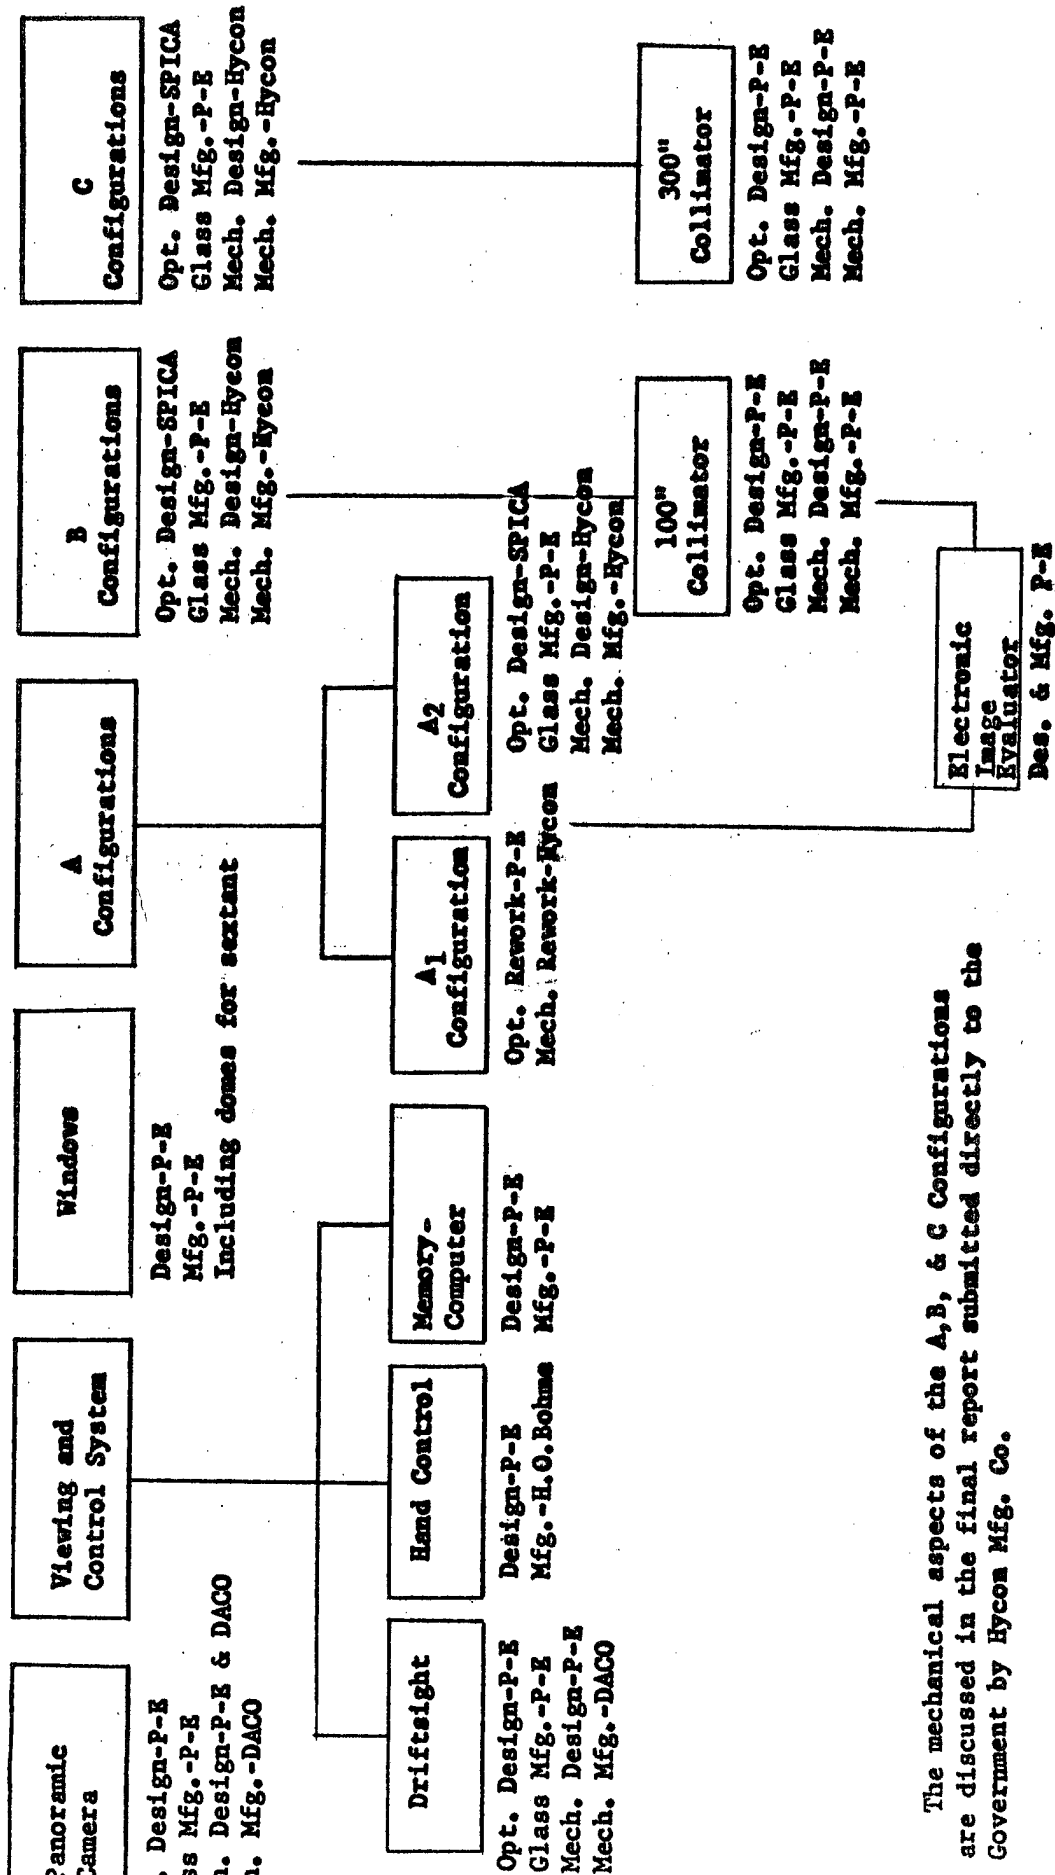 Panoramic
Camera
Design-P-E
Mfg.-P-E
Design-P-E & DACO
Mfg.-DACO
Viewing and
Control System
Windows
Design-P-E
Mfg.-P-E
Including domes for sextant
A
Configurations
B
Configurations
Opt. Design-SPICA
Glass Mfg.-P-E
Mech. Design-Hycon
Mech. Mfg.-Hycon
C
Configurations
Opt. Design-SPICA
Glass Mfg.-P-E
Mech. Design-Hycon
Mech. Mfg.-Hycon
Driftsight
Opt. Design-P-E
Glass Mfg.-P-E
Mech. Design-P-E
Mech. Mfg.-DACO
Hand Control
Design-P-E
Mfg.-H.O.Bohme
Memory-
Computer
Design-P-E
Mfg.-P-E
A1
Configuration
Opt. Rework-P-E
Mech. Rework-Hycon
A2
Configuration
Opt. Design-SPICA
Glass Mfg.-P-E
Mech. Design-Hycon
Mech. Mfg.-Hycon
100"
Collimator
Opt. Design-P-E
Glass Mfg.-P-E
Mech. Design-P-E
Mech. Mfg.-P-E
300"
Collimator
Opt. Design-P-E
Glass Mfg.-P-E
Mech. Design-P-E
Mech. Mfg.-P-E
Electronic
Image
Evaluator
Des. & Mfg. P-E
The mechanical aspects of the A,B, & C Configurations
are discussed in the final report submitted directly to the
Government by Hycon Mfg. Co.